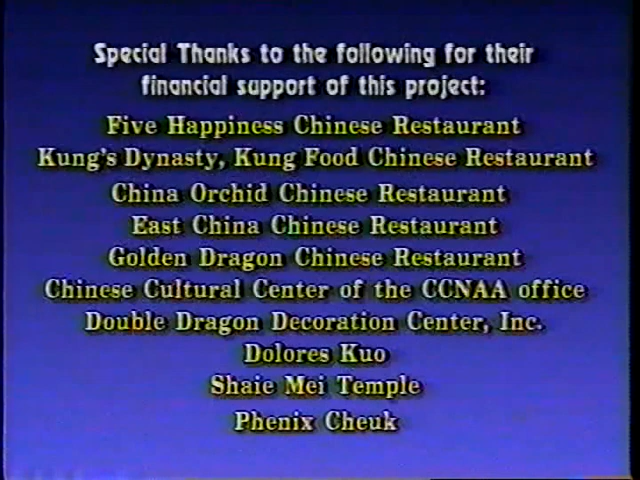 Special Thanks to the following for their
financial support of this project:
Five Happiness Chinese Restaurant
Kung's Dynasty, Kung Food Chinese Restaurant
China Orchid Chinese Restaurant
East China Chinese Restaurant
Golden Dragon Chinese Restaurant
Chinese Cultural Center of the CCNAA office
Double Dragon Decoration Center, Inc.
Dolores Kuo
Shaie Mei Temple
Phenix Cheuk